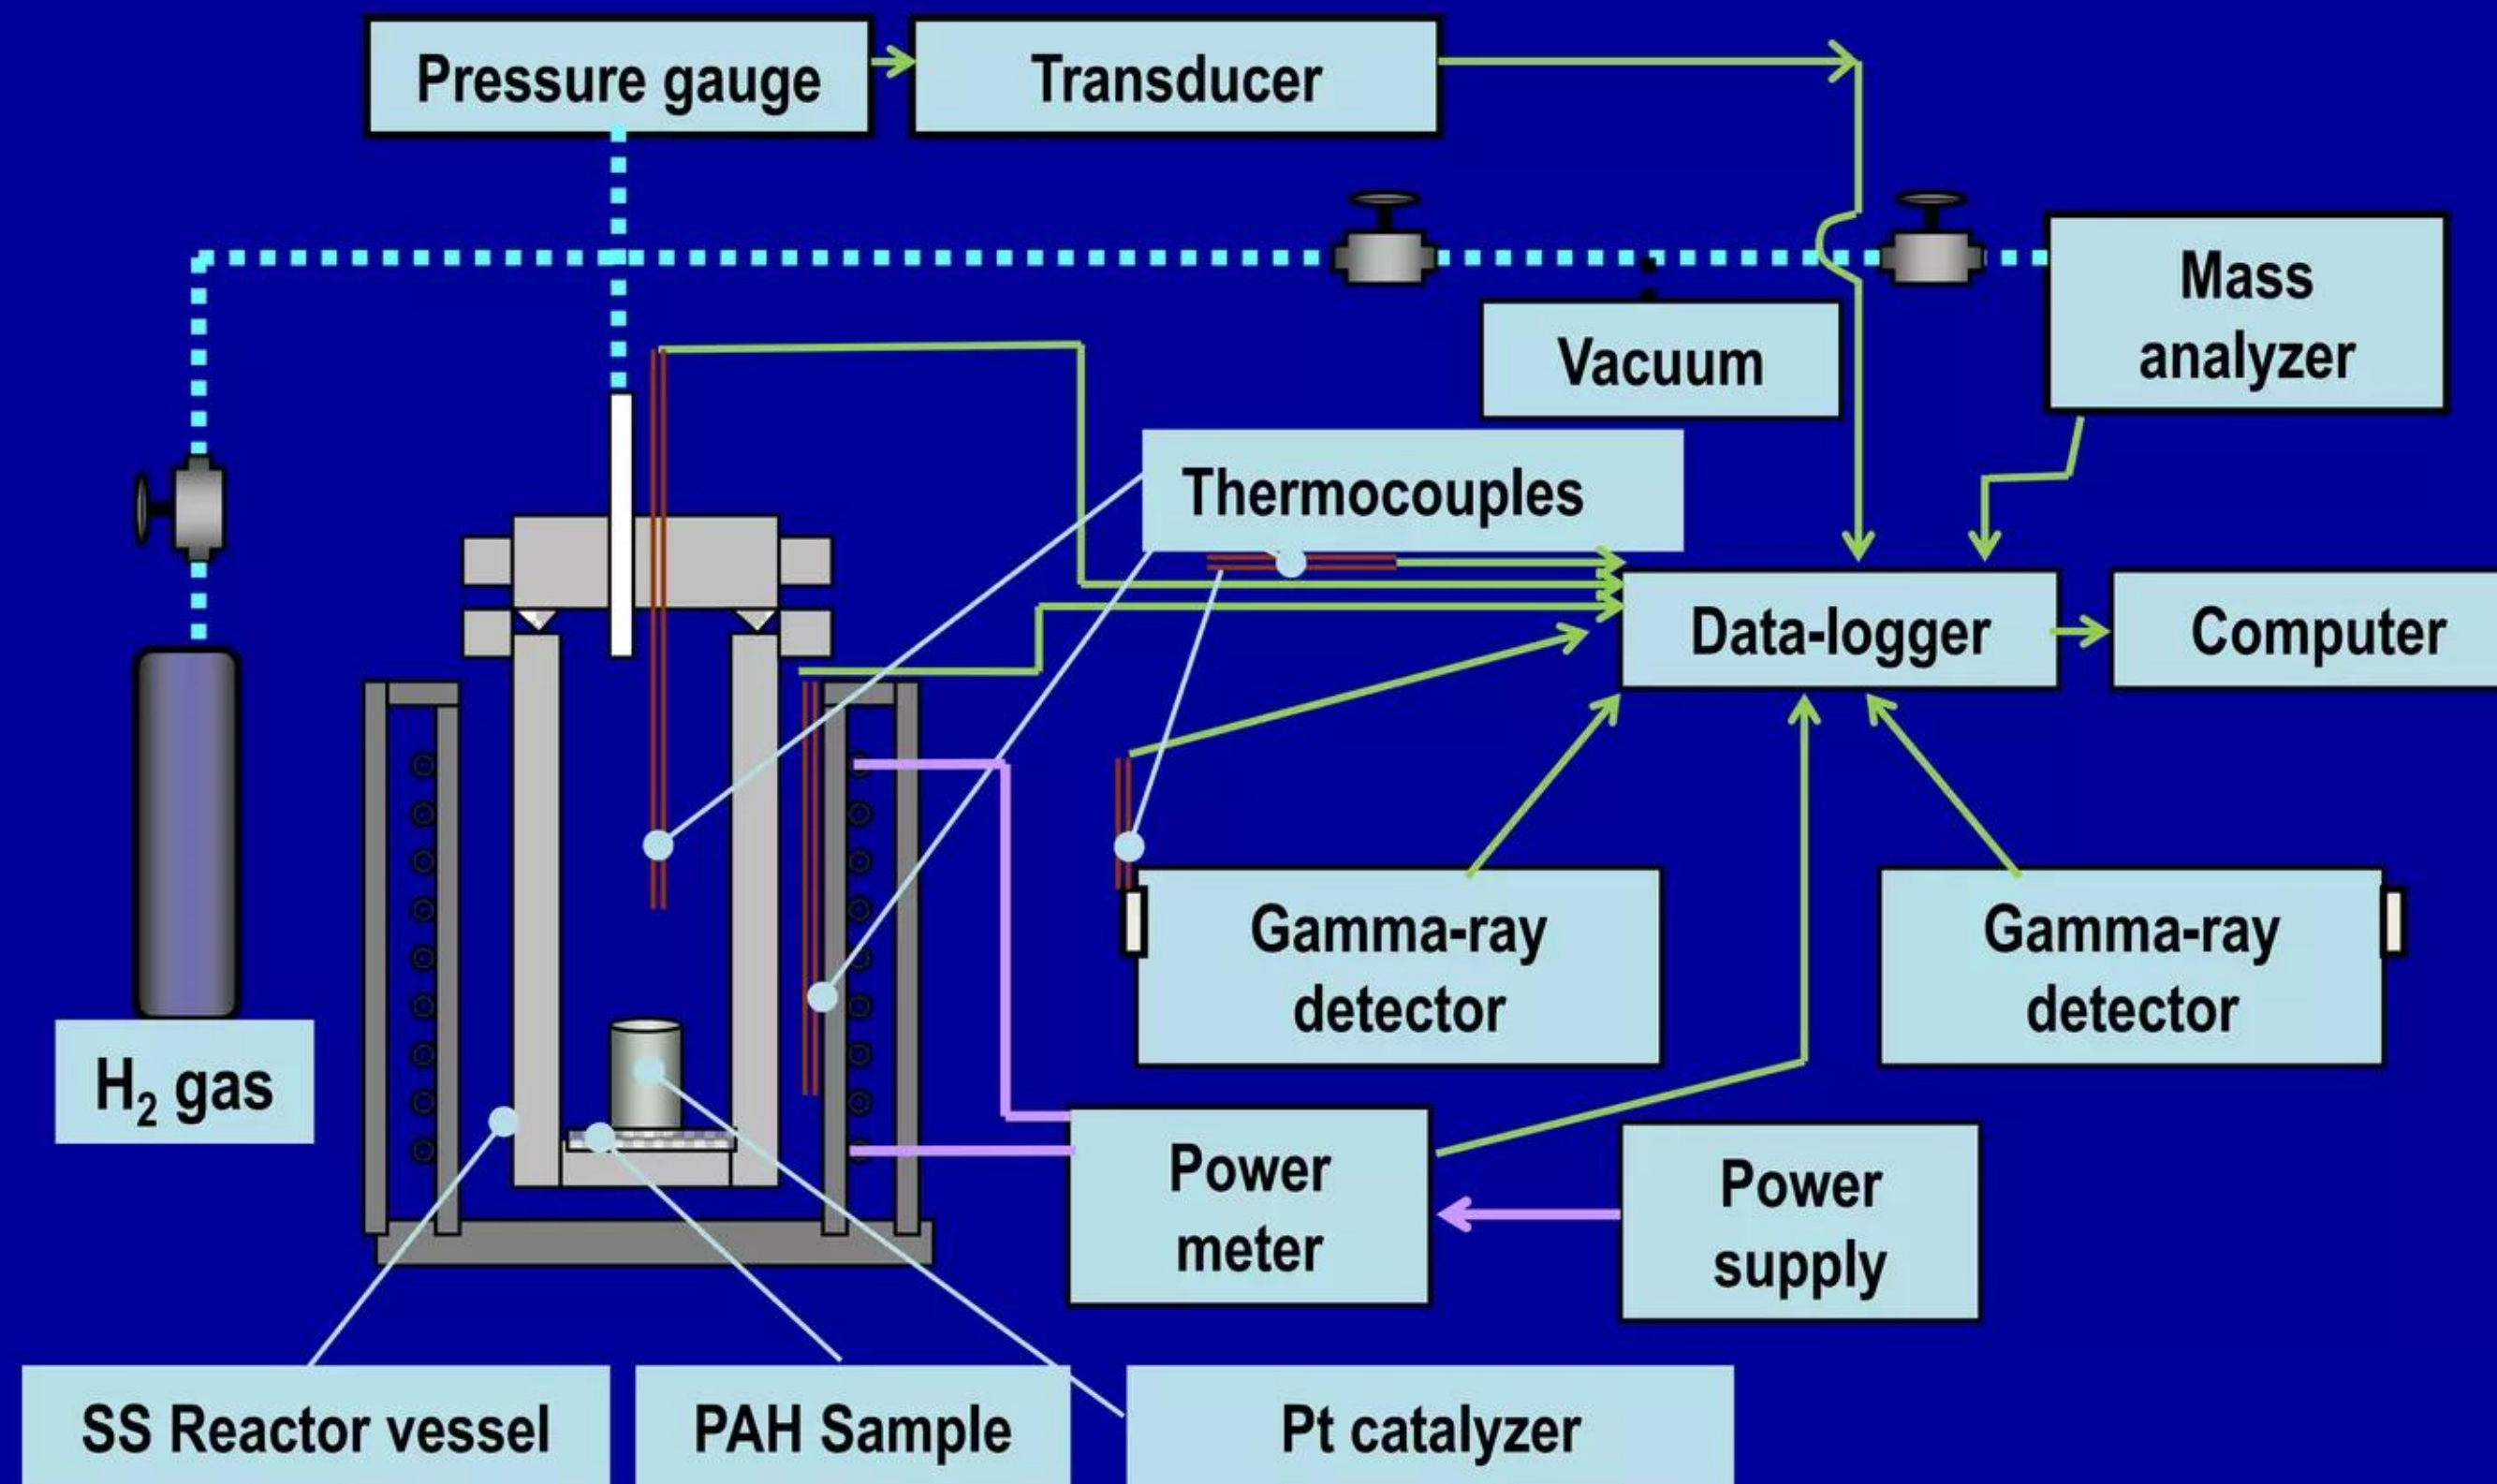 Pressure gauge
Transducer
Mass
analyzer
Vacuum
Thermocouples
Data-logger
Computer
Gamma-ray
detector
Gamma-ray
detector
H₂ gas
Power
meter
Power
supply
SS Reactor vessel
PAH Sample
Pt catalyzer